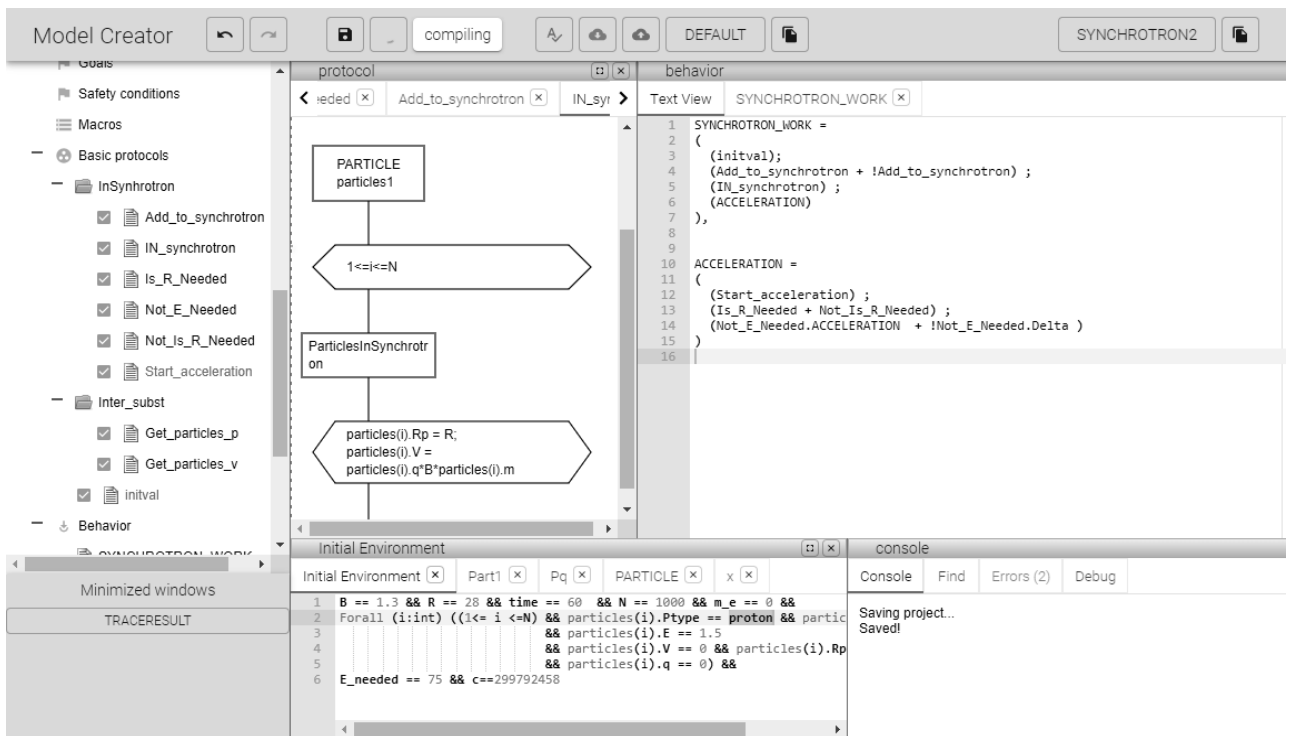 Model Creator
compiling
DEFAULT
SYNCHROTRON2
Goals
Safety conditions
Macros
Basic protocols
InSynhrotron
Add_to_synchrotron
IN_synchrotron
Is_R_Needed
Not_E_Needed
Not_Is_R_Needed
Start_acceleration
Inter_subst
Get_particles_p
Get_particles_v
initval
Behavior
SYNCHROTRON_WORK
Minimized windows
TRACERESULT
protocol
eeded Add_to_synchrotron IN_syr
PARTICLE
particles1
1<=i<=N
ParticlesInSynchrotr
on
particles(i).Rp = R;
particles(i).V =
particles(i).q*B*particles(i).m
behavior
Text View SYNCHROTRON_WORK
1 SYNCHROTRON_WORK =
2 (
3 (initval);
4 (Add_to_synchrotron + !Add_to_synchrotron) ;
5 (IN_synchrotron) ;
6 (ACCELERATION)
7 ),
8
9
10 ACCELERATION =
11 (
12 (Start_acceleration) ;
13 (Is_R_Needed + Not_Is_R_Needed) ;
14 (Not_E_Needed.ACCELERATION + !Not_E_Needed.Delta )
15 )
16
Initial Environment
Initial Environment Part1 Pq PARTICLE x
1 B == 1.3 && R == 28 && time == 60 && N == 1000 && m_e == 0 &&
2 Forall (i:int) ((1<= i <=N) && particles(i).Ptype == proton && partic
3 && particles(i).E == 1.5
4 && particles(i).V == 0 && particles(i).Rp
5 && particles(i).q == 0) &&
6 E_needed == 75 && c==299792458
console
Console Find Errors (2) Debug
Saving project...
Saved!